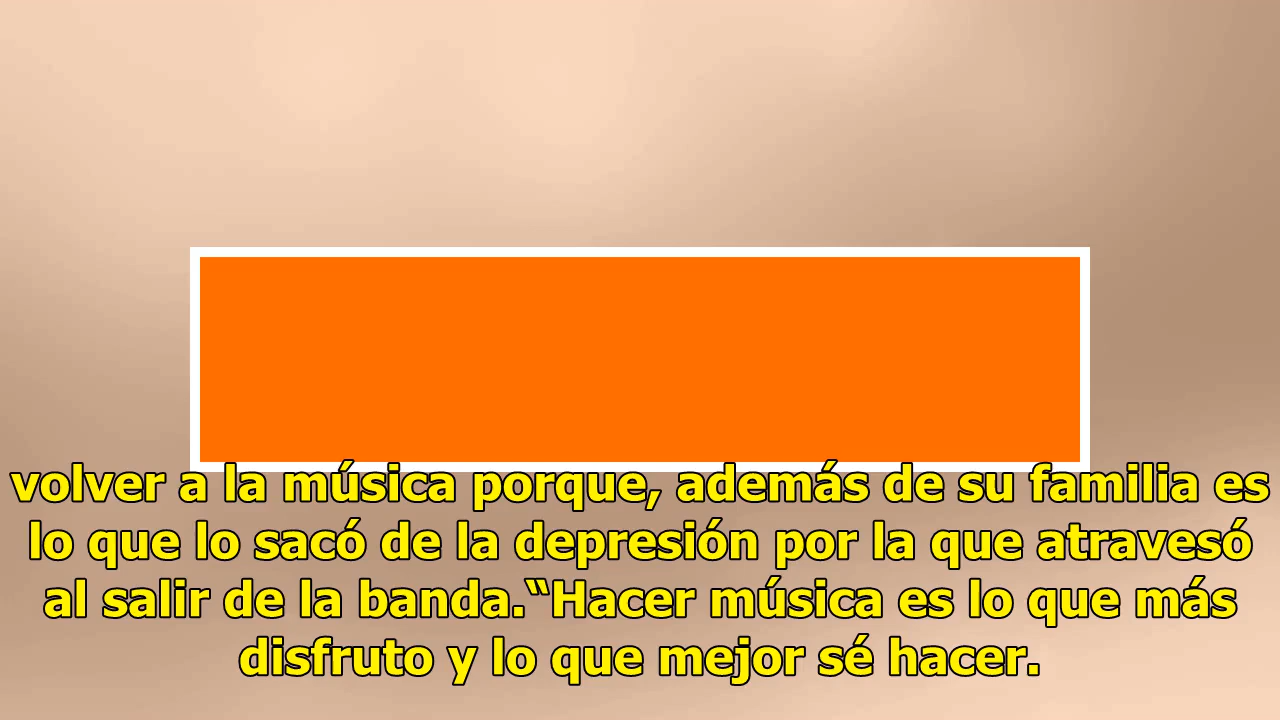 volver a la música porque, además de su familia es
lo que lo sacó de la depresión por la que atravesó
al salir de la banda.“Hacer música es lo que más
disfruto y lo que mejor sé hacer.